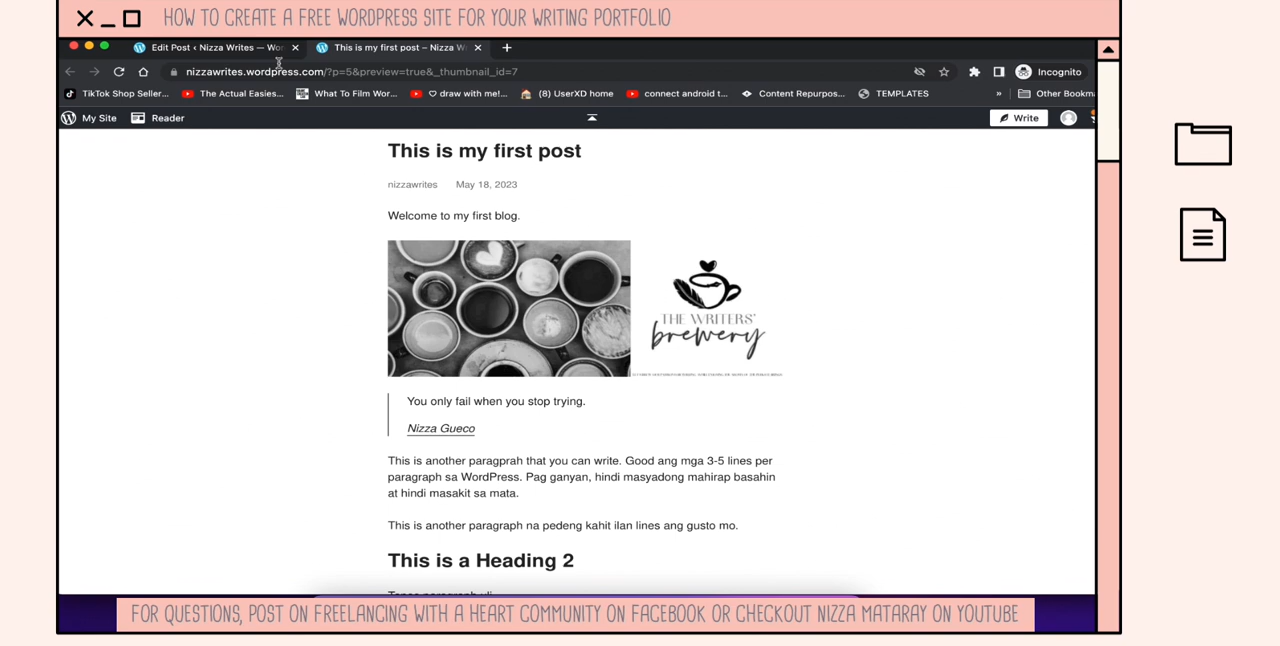 HOW TO CREATE A FREE WORDPRESS SITE FOR YOUR WRITING PORTFOLIO
Edit Post ‹ Nizza Writes — Wor
This is my first post – Nizza W
nizzawrites.wordpress.com/?p=5&preview=true&_thumbnail_id=7
Incognito
TikTok Shop Seller...
The Actual Easies...
What To Film Wor...
♡ draw with me!...
(8) UserXD home
connect android t...
Content Repurpos...
TEMPLATES
»
Other Bookma
My Site
Reader
Write
This is my first post
nizzawrites May 18, 2023
Welcome to my first blog.
THE WRITERS'
brewery
You only fail when you stop trying.
Nizza Gueco
This is another paragprah that you can write. Good ang mga 3-5 lines per
paragraph sa WordPress. Pag ganyan, hindi masyadong mahirap basahin
at hindi masakit sa mata.
This is another paragraph na pedeng kahit ilan lines ang gusto mo.
This is a Heading 2
FOR QUESTIONS, POST ON FREELANCING WITH A HEART COMMUNITY ON FACEBOOK OR CHECKOUT NIZZA MATARAY ON YOUTUBE